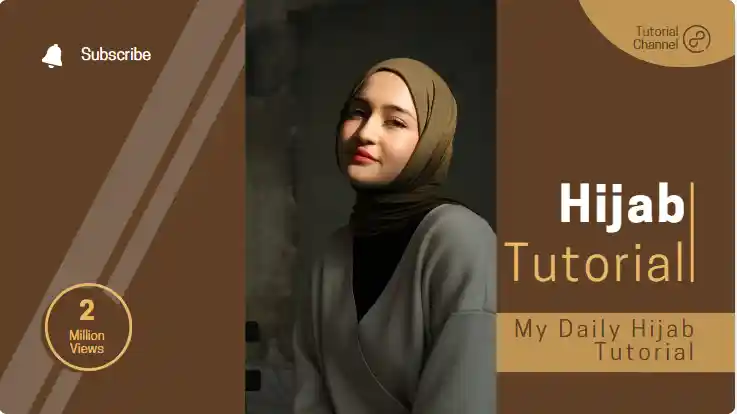 Subscribe
Tutorial
Channel
Hijab
Tutorial
My Daily Hijab
Tutorial
2
Million
Views